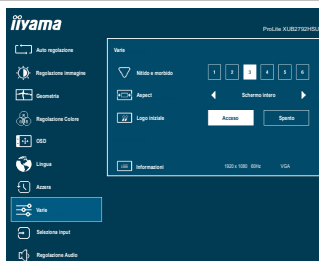 iiyama
ProLite XUB2792HSU
Auto regolazione
Regolazione Immagine
Geometria
Regolazione Colore
OSD
Lingua
Azzera
Varie
Seleziona input
Regolazione Audio
Varie
Nitido e morbido
1 2 3 4 5 6
Aspect
Schermo intero
Logo iniziale
Acceso
Spento
Informazioni
1920 x 1080 60Hz VGA